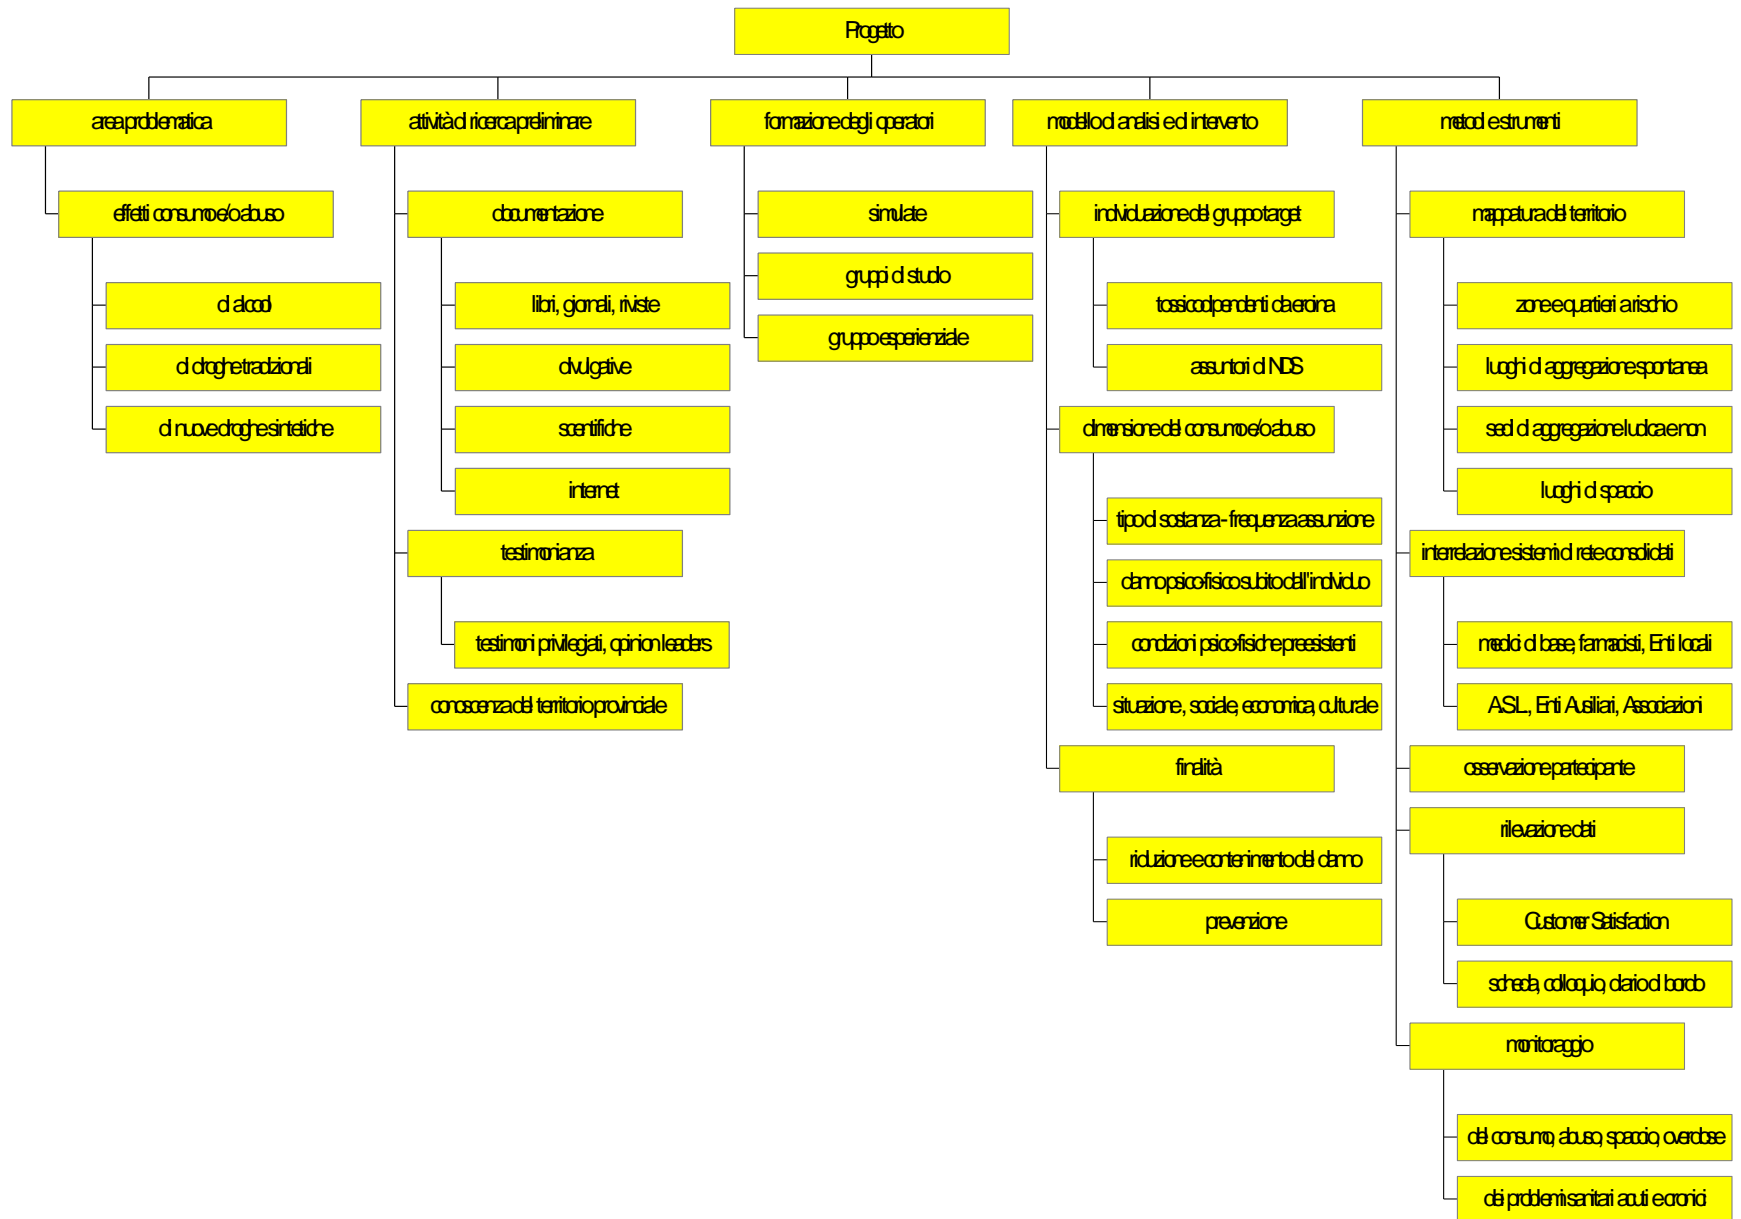 Progetto
area problematica
effetti consumo e/o abuso
di alcool
di droghe tradizionali
di nuove droghe sintetiche
attività di ricerca preliminare
documentazione
libri, giornali, riviste
divulgative
scentifiche
internet
testimonianza
testimoni privilegiati, opinion leaders
conoscenza del territorio provinciale
formazione degli operatori
simulate
gruppi di studio
gruppo esperienziale
modello di analisi e di intervento
individuazione del gruppo target
tossicodipendenti da eroina
assuntori di NDS
dimensione del consumo e/o abuso
tipo di sostanza - frequenza assunzione
danno psico-fisico subito dall''individuo
condizioni psico-fisiche preesistenti
situazione, sociale, economica, culturale
finalità
riduzione e contenimento del danno
prevenzione
metodi e strumenti
mappatura del territorio
zone e quartieri a rischio
luoghi di aggregazione spontanea
sedi di aggregazione ludica e non
luoghi di spaccio
interrelazione sistemi di rete consolidati
medici di base, farmacisti, Enti locali
A.S.L., Enti Ausiliari, Associazioni
osservazione partecipante
rilevazione dati
Customer Satisfaction
scheda, colloquio, diario di bordo
monitoraggio
del consumo, abuso, spaccio, overdose
dei problemi sanitari acuti e cronici